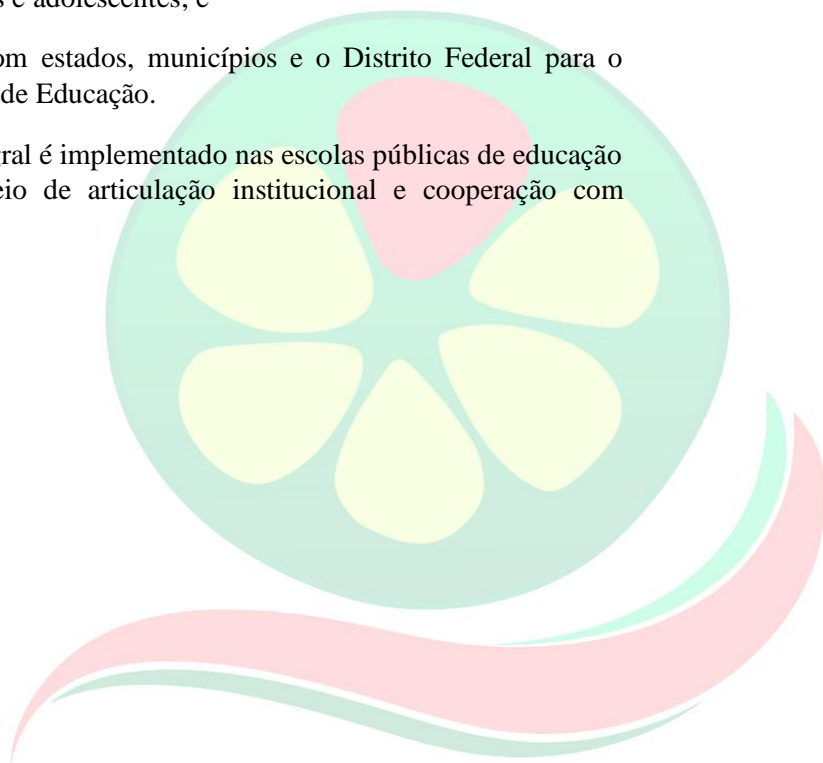 s e adolescentes; e
om estados, municípios e o Distrito Federal para o
de Educação.
gral é implementado nas escolas públicas de educação
eio de articulação institucional e cooperação com